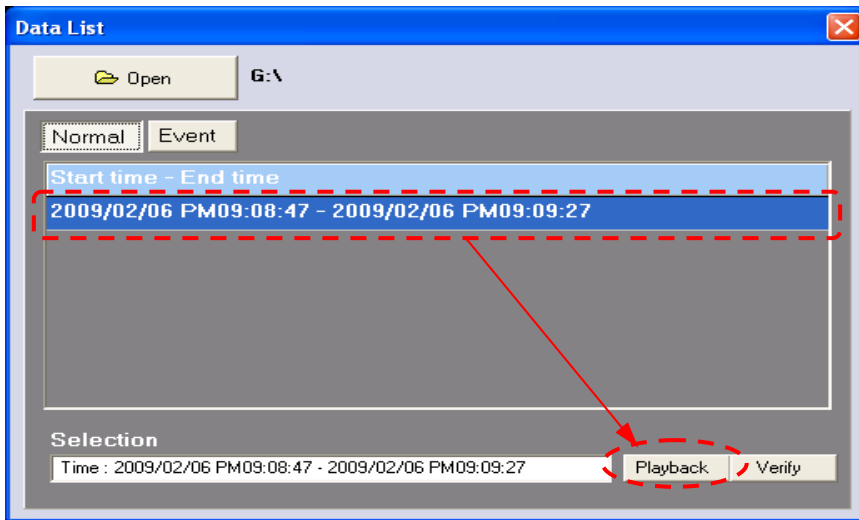 Data List
Open G:\
Normal Event
Start time - End time
2009/02/06 PM09:08:47 - 2009/02/06 PM09:09:27
Selection
Time : 2009/02/06 PM09:08:47 - 2009/02/06 PM09:09:27 Playback Verify